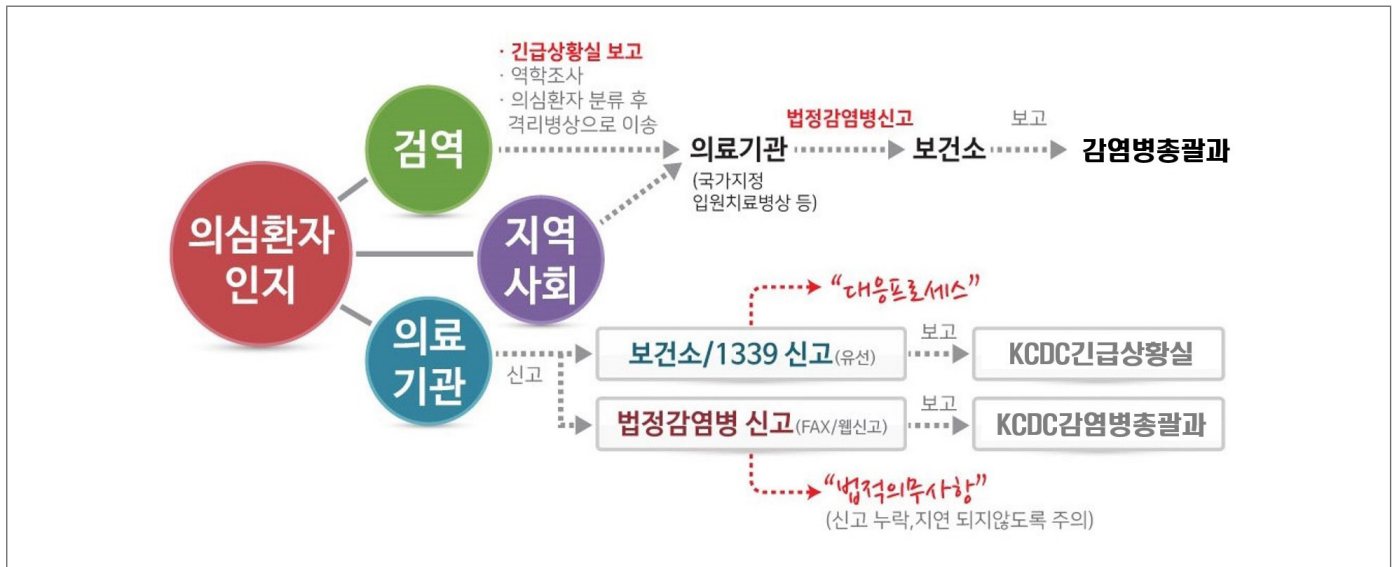 · 긴급상황실 보고
· 역학조사
· 의심환자 분류 후
격리병상으로 이송
검역
법정감염병신고
보고
의료기관
보건소
감염병총괄과
(국가지정
입원치료병상 등)
의심환자
인지
지역
사회
“대응프로세스”
의료
기관
신고
보건소/1339 신고(유선)
보고
KCDC긴급상황실
법정감염병 신고(FAX/웹신고)
보고
KCDC감염병총괄과
“법적의무사항”
(신고 누락,지연 되지않도록 주의)